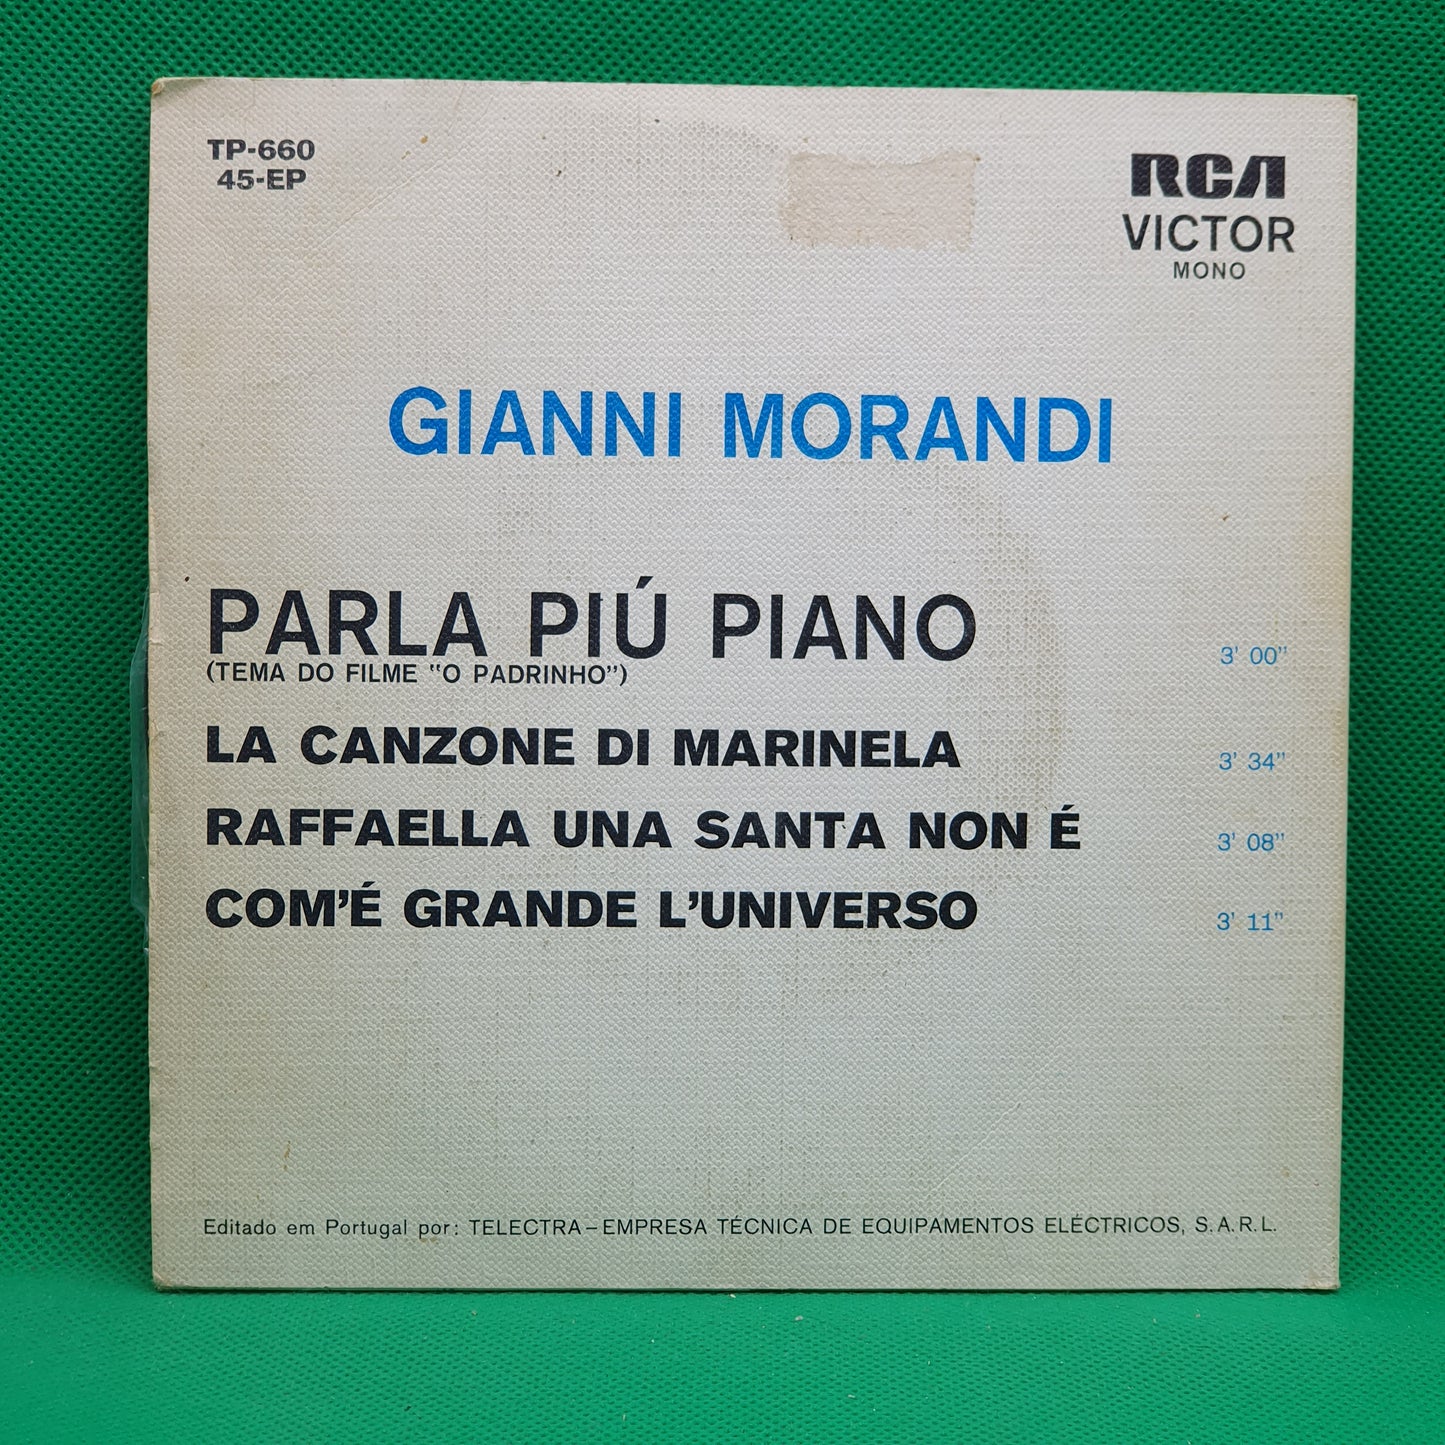 TP-660
45-EP
RCA
VICTOR
MONO
GIANNI MORANDI
PARLA PIÚ PIANO 3' 00"
(TEMA DO FILME "O PADRINHO")
LA CANZONE DI MARINELA 3' 34"
RAFFAELLA UNA SANTA NON É 3' 08"
COM'É GRANDE L'UNIVERSO 3' 11"
Editado em Portugal por: TELECTRA–EMPRESA TÉCNICA DE EQUIPAMENTOS ELÉCTRICOS, S.A.R.L.